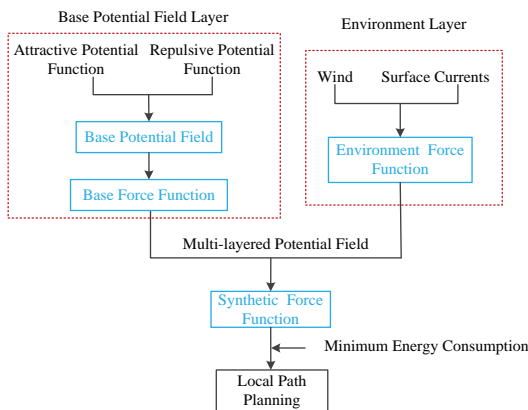 Base Potential Field Layer
Environment Layer
Attractive Potential
Function
Repulsive Potential
Function
Wind
Surface Currents
Base Potential Field
Environment Force
Function
Base Force Function
Multi-layered Potential Field
Synthetic Force
Function
Minimum Energy Consumption
Local Path
Planning